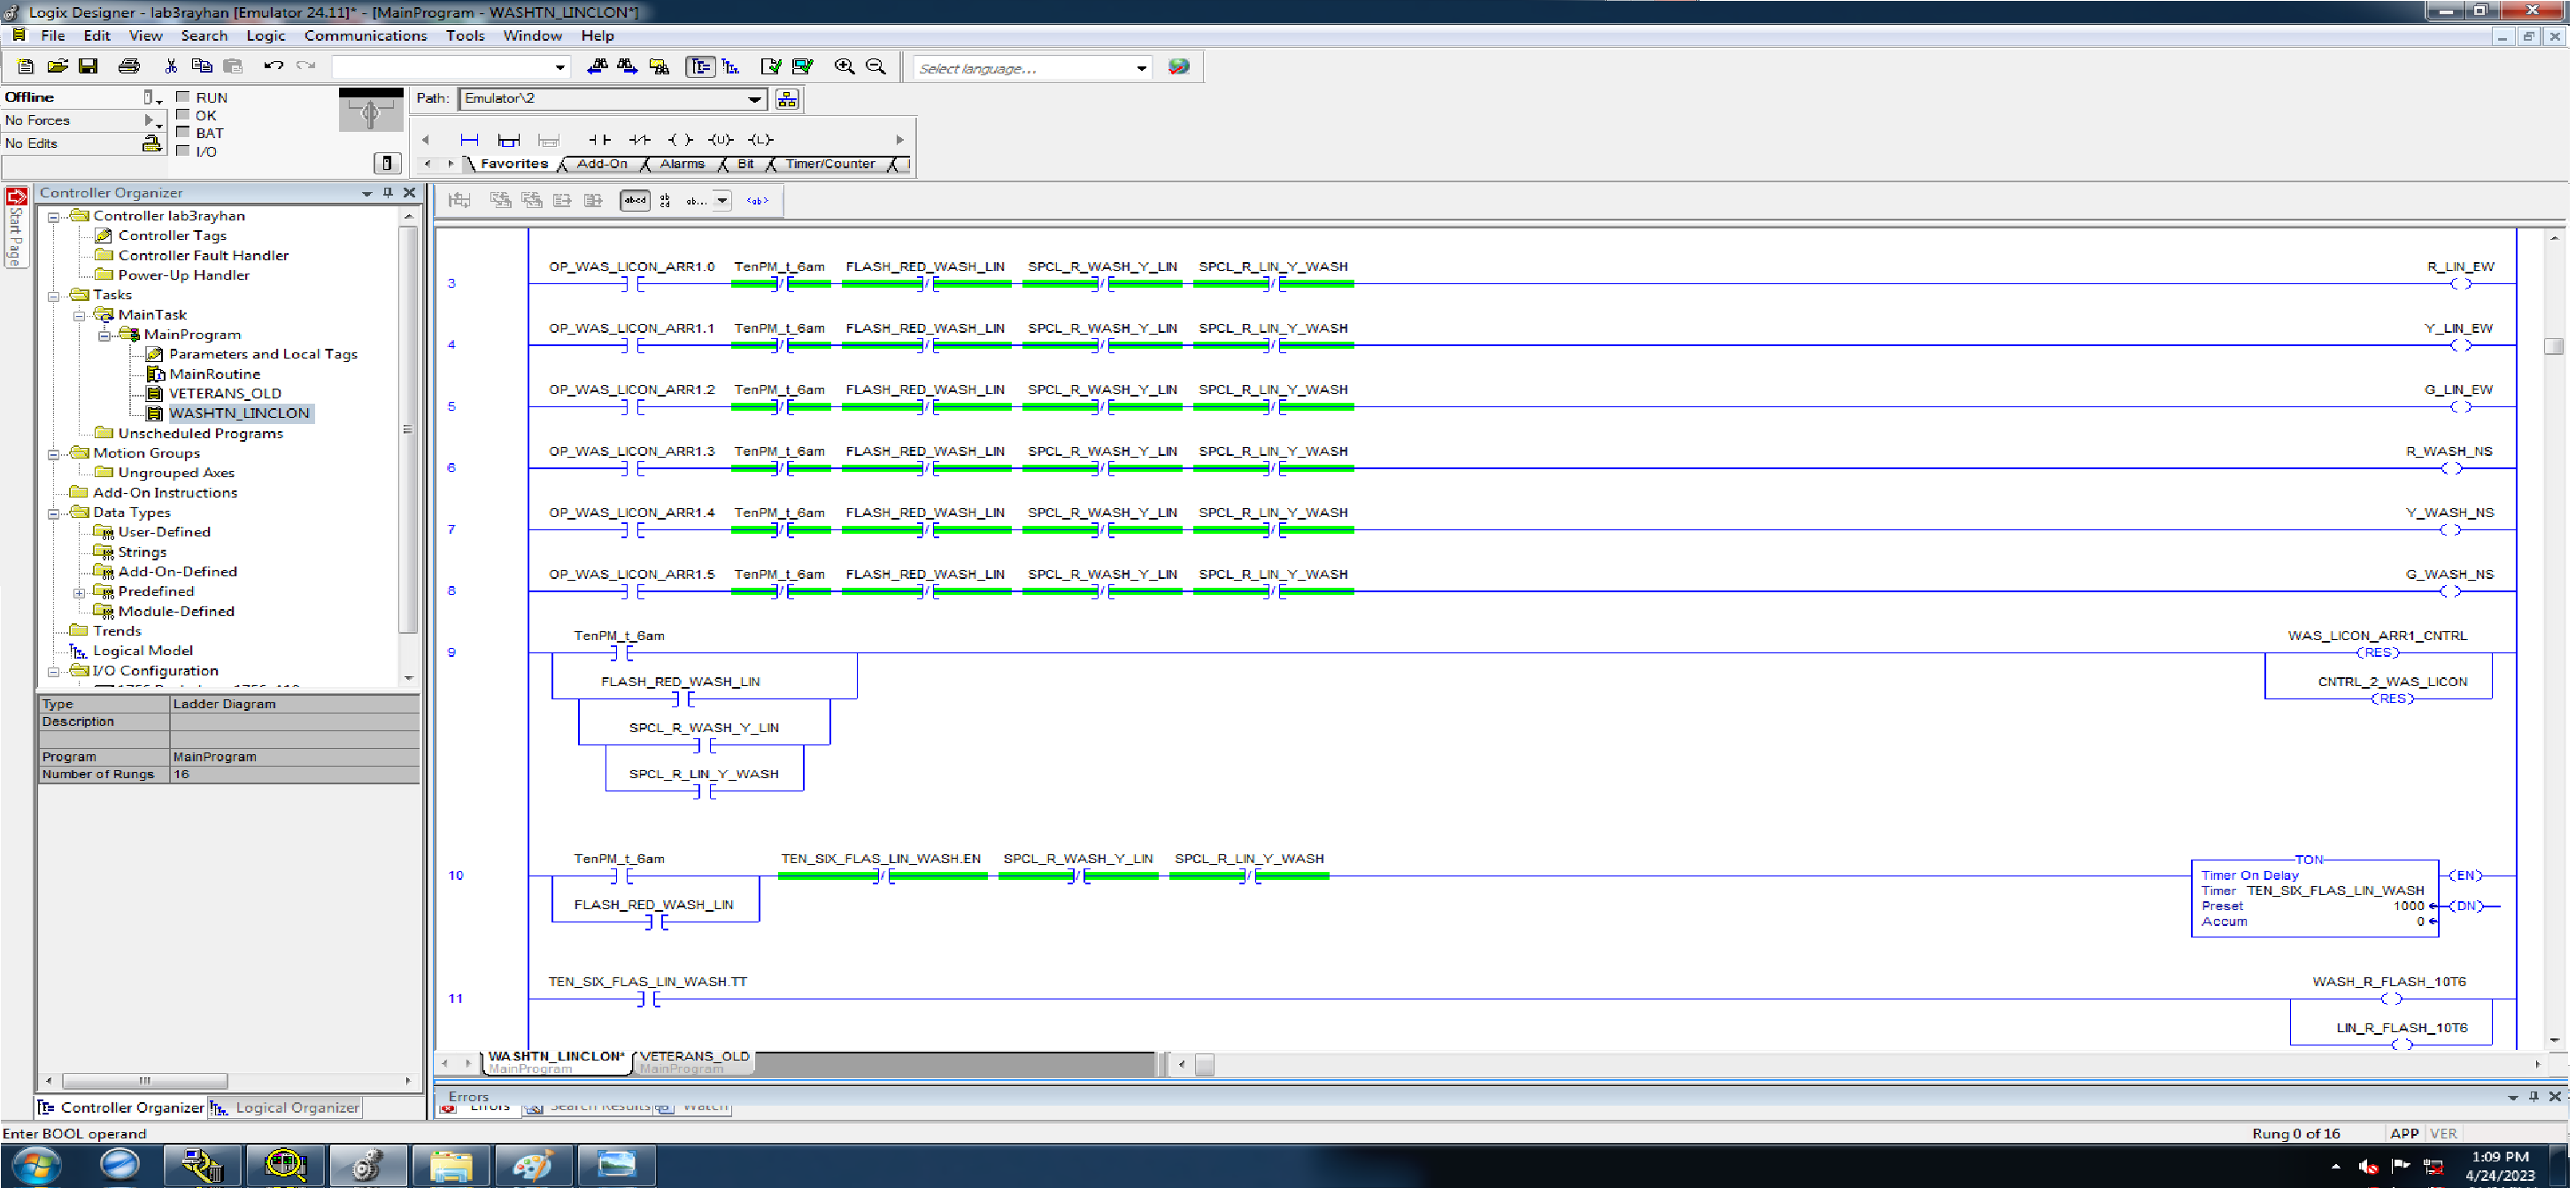 Logix Designer - lab3rayhan [Emulator 24.11]* - [MainProgram - WASHTN_LINCLON*]
File Edit View Search Logic Communications Tools Window Help
Select language...
Offline
No Forces
No Edits
RUN
OK
BAT
I/O
Path: Emulator\2
Favorites Add-On Alarms Bit Timer/Counter
Start Page
Controller Organizer
Controller lab3rayhan
Controller Tags
Controller Fault Handler
Power-Up Handler
Tasks
MainTask
MainProgram
Parameters and Local Tags
MainRoutine
VETERANS_OLD
WASHTN_LINCLON
Unscheduled Programs
Motion Groups
Ungrouped Axes
Add-On Instructions
Data Types
User-Defined
Strings
Add-On-Defined
Predefined
Module-Defined
Trends
Logical Model
I/O Configuration
Type Ladder Diagram
Description
Program MainProgram
Number of Rungs 16
Controller Organizer Logical Organizer
OP_WAS_LICON_ARR1.0 TenPM_t_6am FLASH_RED_WASH_LIN SPCL_R_WASH_Y_LIN SPCL_R_LIN_Y_WASH R_LIN_EW
3
OP_WAS_LICON_ARR1.1 TenPM_t_6am FLASH_RED_WASH_LIN SPCL_R_WASH_Y_LIN SPCL_R_LIN_Y_WASH Y_LIN_EW
4
OP_WAS_LICON_ARR1.2 TenPM_t_6am FLASH_RED_WASH_LIN SPCL_R_WASH_Y_LIN SPCL_R_LIN_Y_WASH G_LIN_EW
5
OP_WAS_LICON_ARR1.3 TenPM_t_6am FLASH_RED_WASH_LIN SPCL_R_WASH_Y_LIN SPCL_R_LIN_Y_WASH R_WASH_NS
6
OP_WAS_LICON_ARR1.4 TenPM_t_6am FLASH_RED_WASH_LIN SPCL_R_WASH_Y_LIN SPCL_R_LIN_Y_WASH Y_WASH_NS
7
OP_WAS_LICON_ARR1.5 TenPM_t_6am FLASH_RED_WASH_LIN SPCL_R_WASH_Y_LIN SPCL_R_LIN_Y_WASH G_WASH_NS
8
TenPM_t_6am WAS_LICON_ARR1_CNTRL
9 RES
FLASH_RED_WASH_LIN CNTRL_2_WAS_LICON
RES
SPCL_R_WASH_Y_LIN
SPCL_R_LIN_Y_WASH
TenPM_t_6am TEN_SIX_FLAS_LIN_WASH.EN SPCL_R_WASH_Y_LIN SPCL_R_LIN_Y_WASH TON
10 Timer On Delay EN
Timer TEN_SIX_FLAS_LIN_WASH
FLASH_RED_WASH_LIN Preset 1000 DN
Accum 0
TEN_SIX_FLAS_LIN_WASH.TT WASH_R_FLASH_10T6
11
LIN_R_FLASH_10T6
WASHTN_LINCLON* VETERANS_OLD
MainProgram MainProgram
Errors
Errors Search Results Watch
Enter BOOL operand Rung 0 of 16 APP VER
1:09 PM
4/24/2023